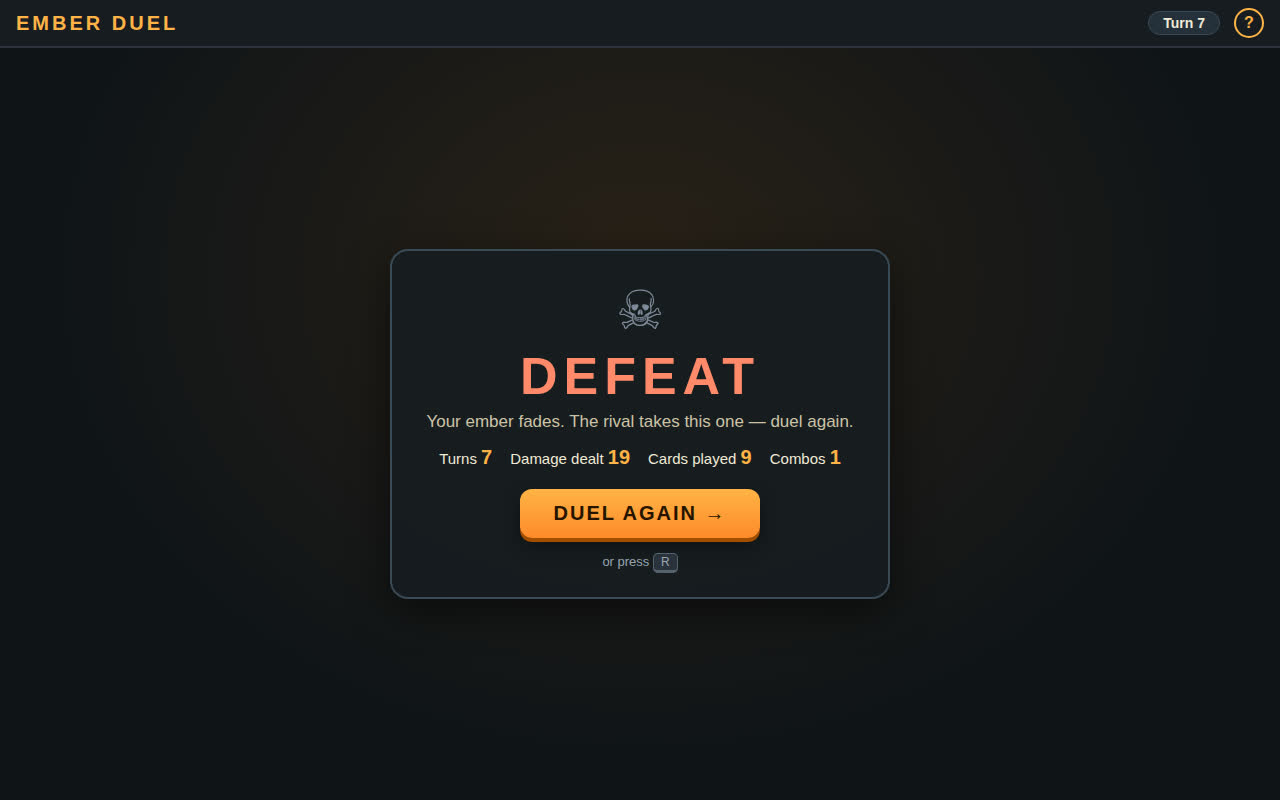 EMBER DUEL
Turn 7
?
DEFEAT
Your ember fades. The rival takes this one — duel again.
Turns 7 Damage dealt 19 Cards played 9 Combos 1
DUEL AGAIN →
or press R